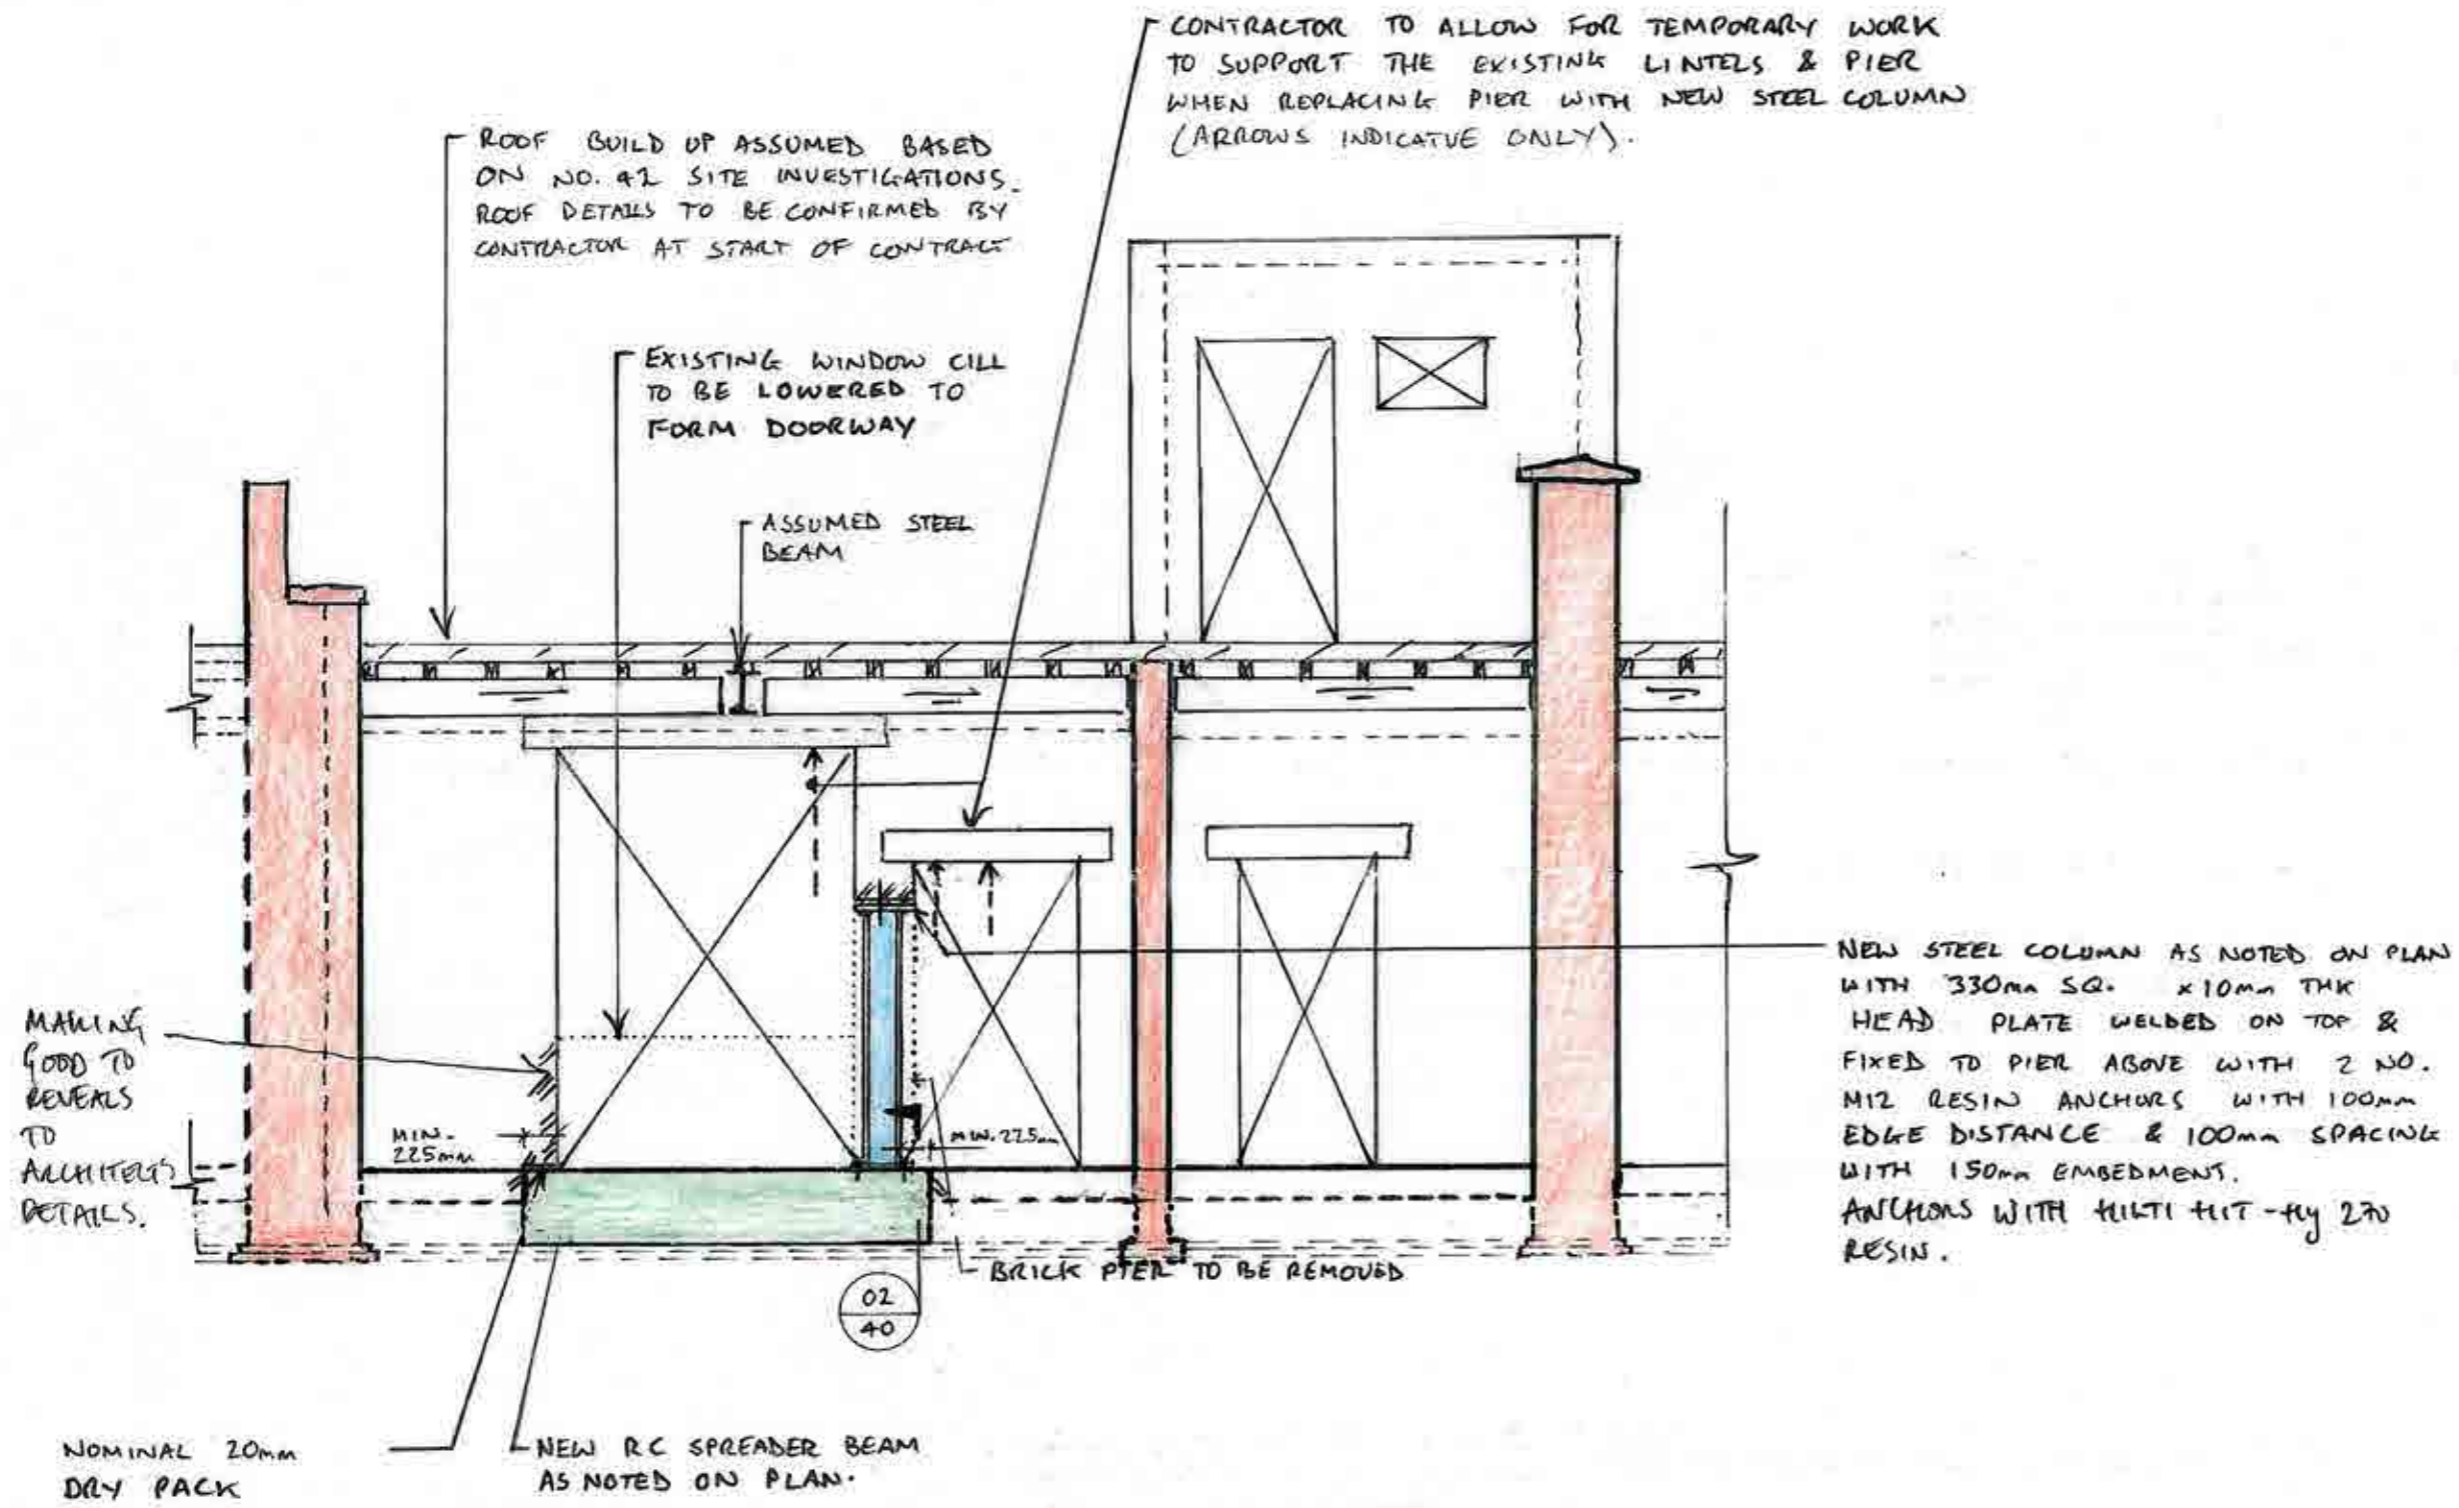 CONTRACTOR TO ALLOW FOR TEMPORARY WORK
TO SUPPORT THE EXISTING LINTELS & PIER
WHEN REPLACING PIER WITH NEW STEEL COLUMN
(ARROWS INDICATVE ONLY).
ROOF BUILD UP ASSUMED BASED
ON NO. 42 SITE INVESTIGATIONS.
ROOF DETAILS TO BE CONFIRMED BY
CONTRACTOR AT START OF CONTRACT
EXISTING WINDOW CILL
TO BE LOWERED TO
FORM DOORWAY
ASSUMED STEEL
BEAM
NEW STEEL COLUMN AS NOTED ON PLAN
WITH 330mm SQ. x10mm THK
HEAD PLATE WELDED ON TOP &
FIXED TO PIER ABOVE WITH 2 NO.
M12 RESIN ANCHORS WITH 100mm
EDGE DISTANCE & 100mm SPACING
WITH 150mm EMBEDMENT.
ANCHORS WITH HILTI HIT-HY 270
RESIN.
MAKING
GOOD TO
REVEALS
TO
ARCHITECTS
DETAILS.
MIN.
225mm
MIN. 225mm
BRICK PIER TO BE REMOVED
02
40
NOMINAL 20mm
DRY PACK
NEW RC SPREADER BEAM
AS NOTED ON PLAN.